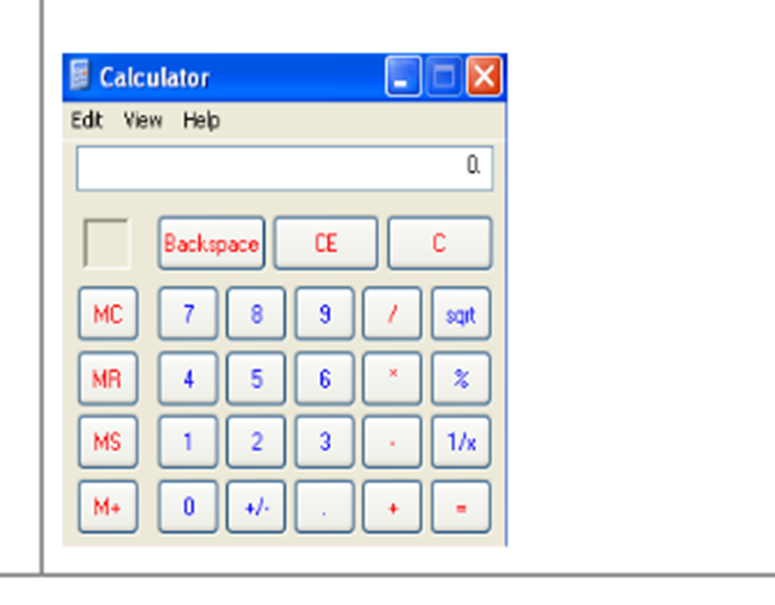 Calculator
Edit View Help
0.
Backspace CE C
MC 7 8 9 / sqrt
MR 4 5 6 * %
MS 1 2 3 - 1/x
M+ 0 +/- . + =